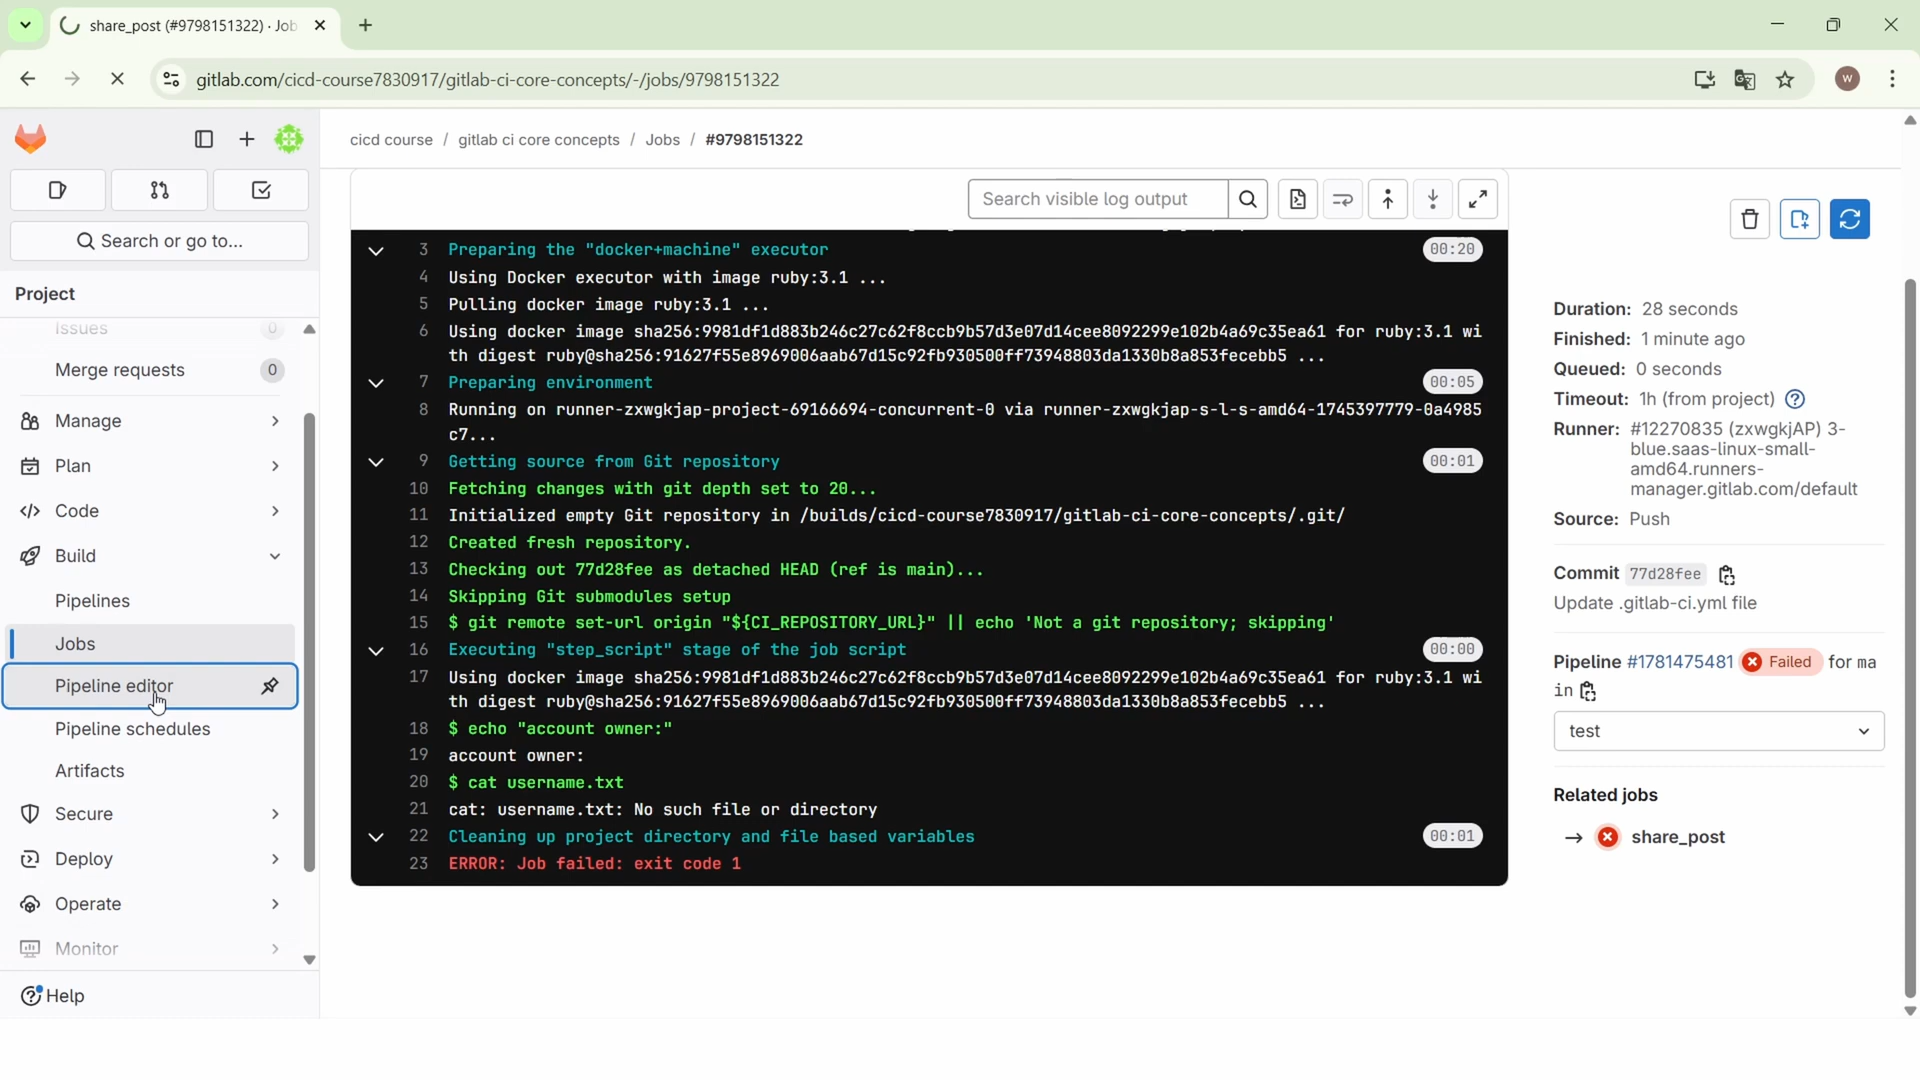 share_post (#9798151322) · Job
gitlab.com/cicd-course7830917/gitlab-ci-core-concepts/-/jobs/9798151322
W
cicd course / gitlab ci core concepts / Jobs / #9798151322
Search or go to...
Project
Issues 0
Merge requests 0
Manage
Plan
Code
Build
Pipelines
Jobs
Pipeline editor
Pipeline schedules
Artifacts
Secure
Deploy
Operate
Monitor
Help
Search visible log output
3 Preparing the "docker+machine" executor 00:20
4 Using Docker executor with image ruby:3.1 ...
5 Pulling docker image ruby:3.1 ...
6 Using docker image sha256:9981df1d883b246c27c62f8ccb9b57d3e07d14cee8092299e102b4a69c35ea61 for ruby:3.1 wi
th digest ruby@sha256:91627f55e8969006aab67d15c92fb930500ff73948803da1330b8a853fecebb5 ...
7 Preparing environment 00:05
8 Running on runner-zxwgkjap-project-69166694-concurrent-0 via runner-zxwgkjap-s-l-s-amd64-1745397779-0a4985
c7...
9 Getting source from Git repository 00:01
10 Fetching changes with git depth set to 20...
11 Initialized empty Git repository in /builds/cicd-course7830917/gitlab-ci-core-concepts/.git/
12 Created fresh repository.
13 Checking out 77d28fee as detached HEAD (ref is main)...
14 Skipping Git submodules setup
15 $ git remote set-url origin "${CI_REPOSITORY_URL}" || echo 'Not a git repository; skipping'
16 Executing "step_script" stage of the job script 00:00
17 Using docker image sha256:9981df1d883b246c27c62f8ccb9b57d3e07d14cee8092299e102b4a69c35ea61 for ruby:3.1 wi
th digest ruby@sha256:91627f55e8969006aab67d15c92fb930500ff73948803da1330b8a853fecebb5 ...
18 $ echo "account owner:"
19 account owner:
20 $ cat username.txt
21 cat: username.txt: No such file or directory
22 Cleaning up project directory and file based variables 00:01
23 ERROR: Job failed: exit code 1
Duration: 28 seconds
Finished: 1 minute ago
Queued: 0 seconds
Timeout: 1h (from project)
Runner: #12270835 (zxwgkjAP) 3-
blue.saas-linux-small-
amd64.runners-
manager.gitlab.com/default
Source: Push
Commit 77d28fee
Update .gitlab-ci.yml file
Pipeline #1781475481 Failed for ma
in
test
Related jobs
→ share_post